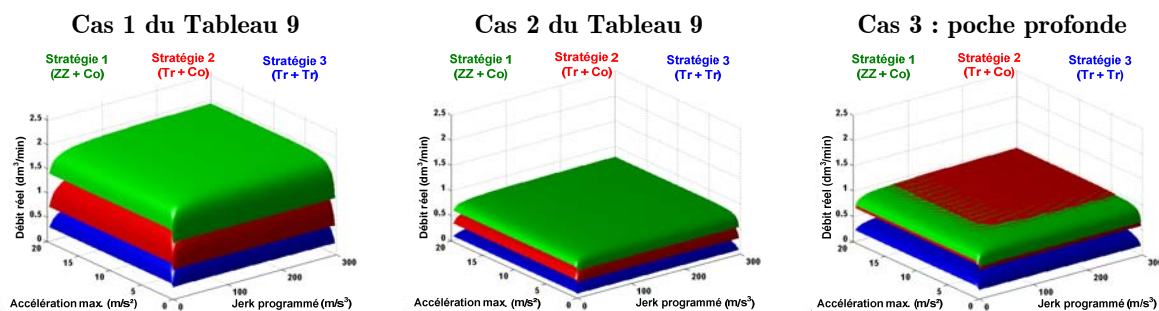 Cas 1 du Tableau 9
Stratégie 1
(ZZ + Co)
Stratégie 2
(Tr + Co)
Stratégie 3
(Tr + Tr)
Débit réel (dm³/min)
2.5
2
1.5
1
0.5
0
20
15
10
5
0
Accélération max. (m/s²)
0
100
200
300
Jerk programmé (m/s³)
Cas 2 du Tableau 9
Stratégie 1
(ZZ + Co)
Stratégie 2
(Tr + Co)
Stratégie 3
(Tr + Tr)
Débit réel (dm³/min)
2.5
2
1.5
1
0.5
0
20
15
10
5
0
Accélération max. (m/s²)
0
100
200
300
Jerk programmé (m/s³)
Cas 3 : poche profonde
Stratégie 1
(ZZ + Co)
Stratégie 2
(Tr + Co)
Stratégie 3
(Tr + Tr)
Débit réel (dm³/min)
2.5
2
1.5
1
0.5
0
20
15
10
5
0
Accélération max. (m/s²)
0
100
200
300
Jerk programmé (m/s³)